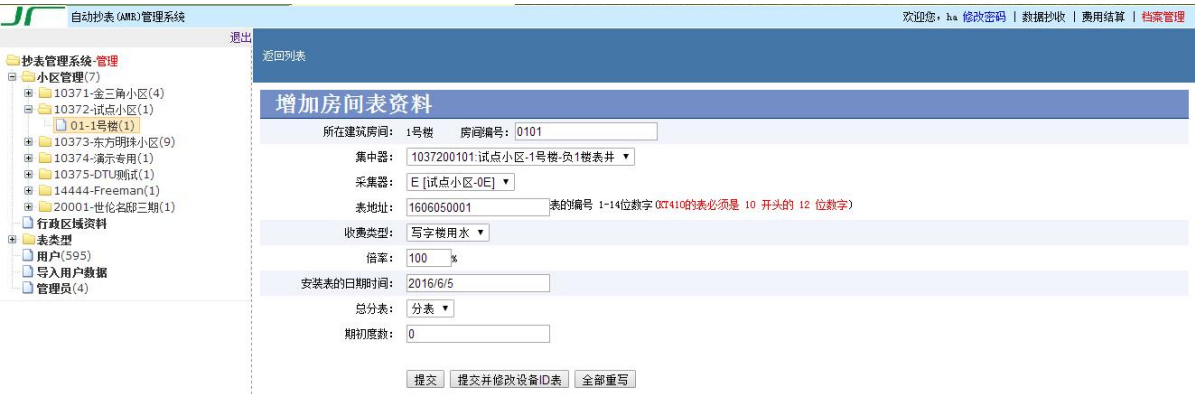 自动抄表(AMR)管理系统
欢迎您，ha 修改密码 | 数据抄收 | 费用结算 | 档案管理
退出
返回列表
抄表管理系统-管理
小区管理(7)
10371-金三角小区(4)
10372-试点小区(1)
01-1号楼(1)
10373-东方明珠小区(9)
10374-演示专用(1)
10375-DTU测试(1)
14444-Freeman(1)
20001-世伦名邸三期(1)
行政区域资料
表类型
用户(595)
导入用户数据
管理员(4)
增加房间表资料
所在建筑房间： 1号楼 房间编号： 0101
集中器： 1037200101:试点小区-1号楼-负1楼表井
采集器： E [试点小区-0E]
表地址： 1606050001 表的编号 1-14位数字(XT410的表必须是 10 开头的 12 位数字)
收费类型： 写字楼用水
倍率： 100 %
安装表的日期时间： 2016/6/5
总分表： 分表
期初度数： 0
提交 提交并修改设备ID表 全部重写